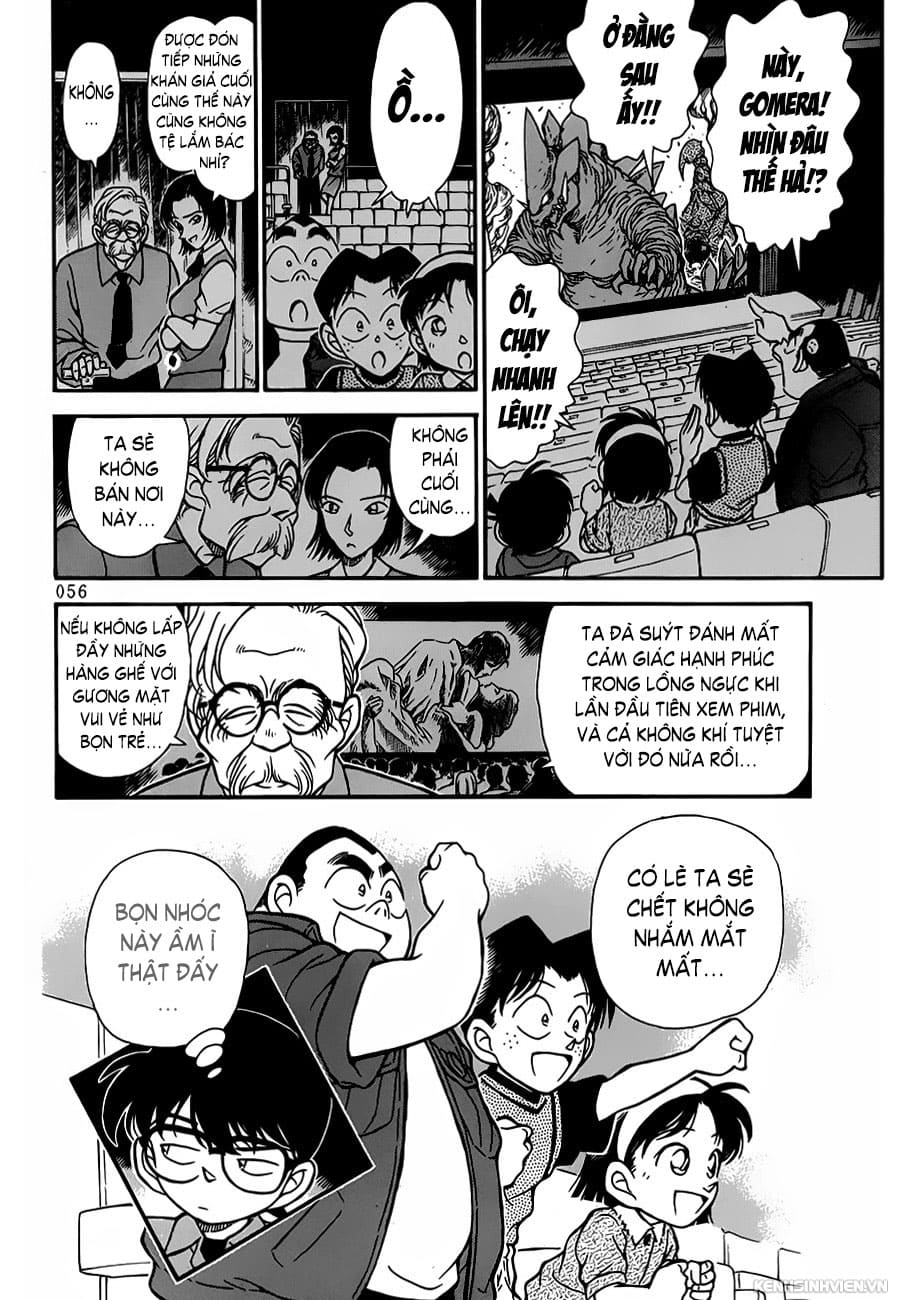 NÀY,
GOMERA!
NHÌN ĐÂU
THẾ HẢ!?
Ở ĐẰNG
SAU
ẤY!!
ÔI,
CHẠY
NHANH
LÊN!!
Ồ...
ĐƯỢC ĐÓN
TIẾP NHỮNG
KHÁN GIẢ CUỐI
CÙNG THẾ NÀY
CŨNG KHÔNG
TỆ LẮM BÁC
NHỈ?
KHÔNG
...
KHÔNG
PHẢI
CUỐI
CÙNG...
TA SẼ
KHÔNG
BÁN NƠI
NÀY...
056
TA ĐÃ SUÝT ĐÁNH MẤT
CẢM GIÁC HẠNH PHÚC
TRONG LỒNG NGỰC KHI
LẦN ĐẦU TIÊN XEM PHIM,
VÀ CẢ KHÔNG KHÍ TUYỆT
VỜI ĐÓ NỮA RỒI...
NẾU KHÔNG LẤP
ĐẦY NHỮNG
HÀNG GHẾ VỚI
GƯƠNG MẶT
VUI VẺ NHƯ
BỌN TRẺ...
CÓ LẼ TA SẼ
CHẾT KHÔNG
NHẮM MẮT
MẤT...
BỌN NHÓC
NÀY ẦM Ĩ
THẬT ĐẤY
...
KENHSINHVIEN.VN